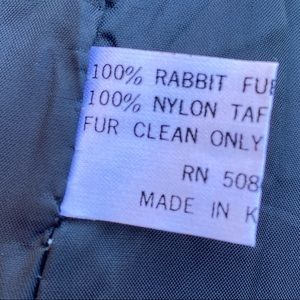 100% RABBIT FU
100% NYLON TAF
FUR CLEAN ONLY
RN 508
MADE IN K